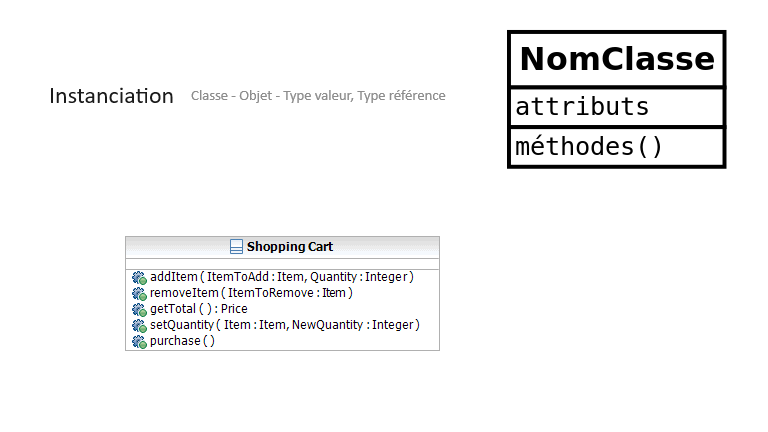 NomClasse
attributs
méthodes()
Instanciation Classe - Objet - Type valeur, Type référence
Shopping Cart
addItem ( ItemToAdd : Item, Quantity : Integer )
removeItem ( ItemToRemove : Item )
getTotal ( ) : Price
setQuantity ( Item : Item, NewQuantity : Integer )
purchase ( )